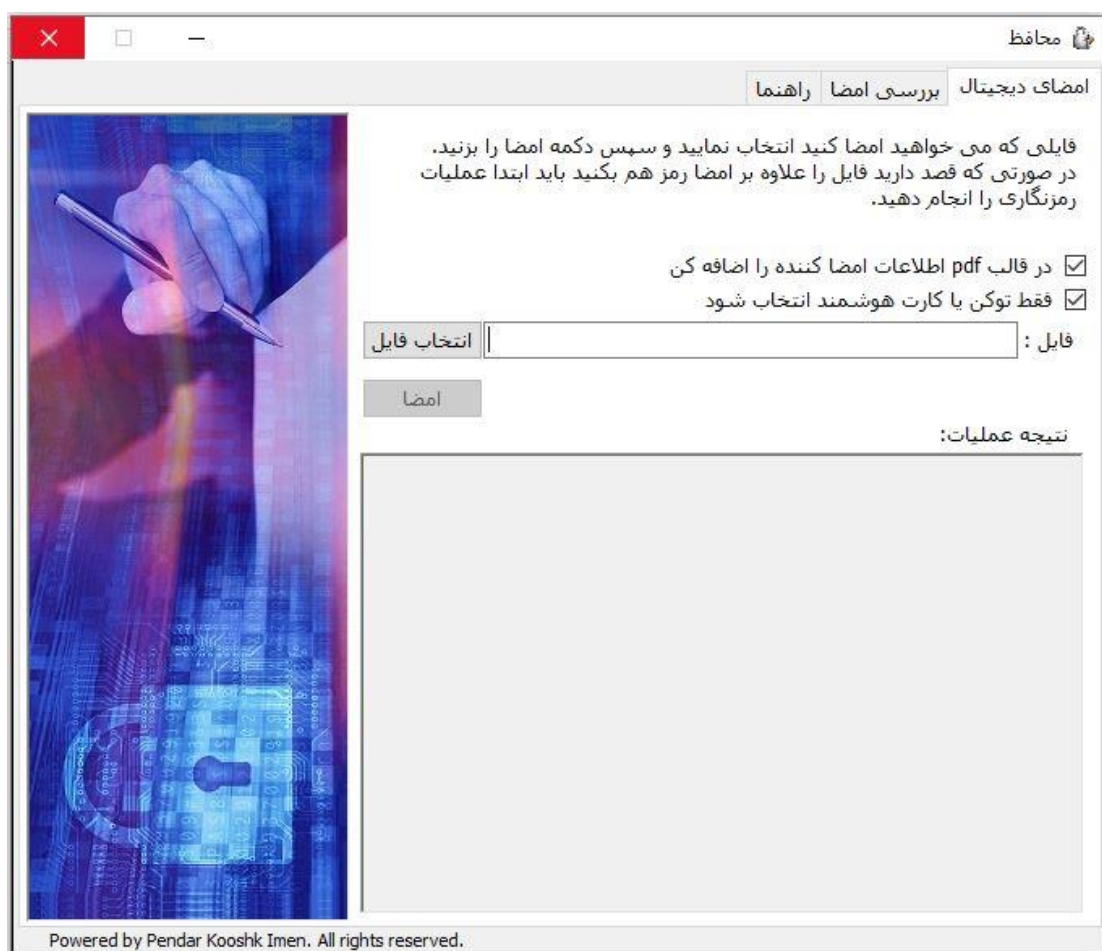 محافظ
امضای دیجیتال بررسی امضا راهنما
فایلی که می خواهید امضا کنید انتخاب نمایید و سپس دکمه امضا را بزنید.
در صورتی که قصد دارید فایل را علاوه بر امضا رمز هم بکنید باید ابتدا عملیات
رمزنگاری را انجام دهید.
در قالب pdf اطلاعات امضا کننده را اضافه کن
فقط توکن یا کارت هوشمند انتخاب شود
فایل : انتخاب فایل
امضا
نتیجه عملیات:
Powered by Pendar Kooshk Imen. All rights reserved.